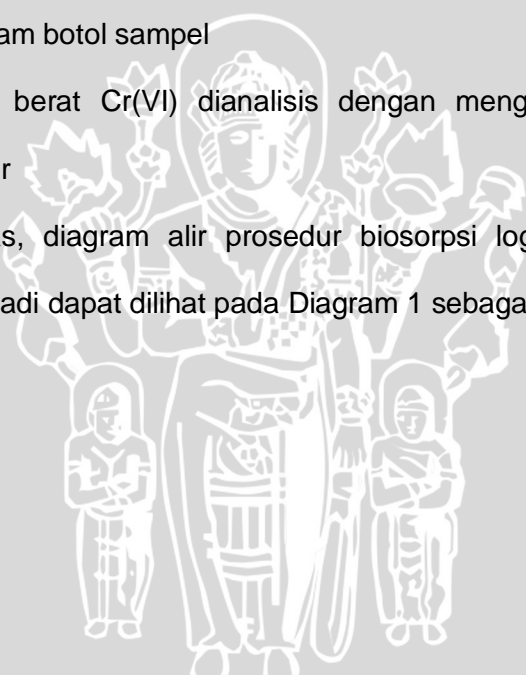 am botol sampel
berat Cr(VI) dianalisis dengan meng
r
s, diagram alir prosedur biosorpsi log
adi dapat dilihat pada Diagram 1 sebaga